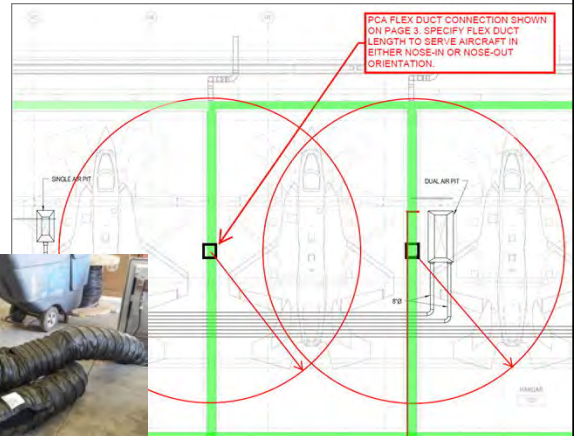 PCA FLEX DUCT CONNECTION SHOWN
ON PAGE 3. SPECIFY FLEX DUCT
LENGTH TO SERVE AIRCRAFT IN
EITHER NOSE-IN OR NOSE-OUT
ORIENTATION.
SINGLE AIR PIT
DUAL AIR PIT
8"Ø
HANGAR